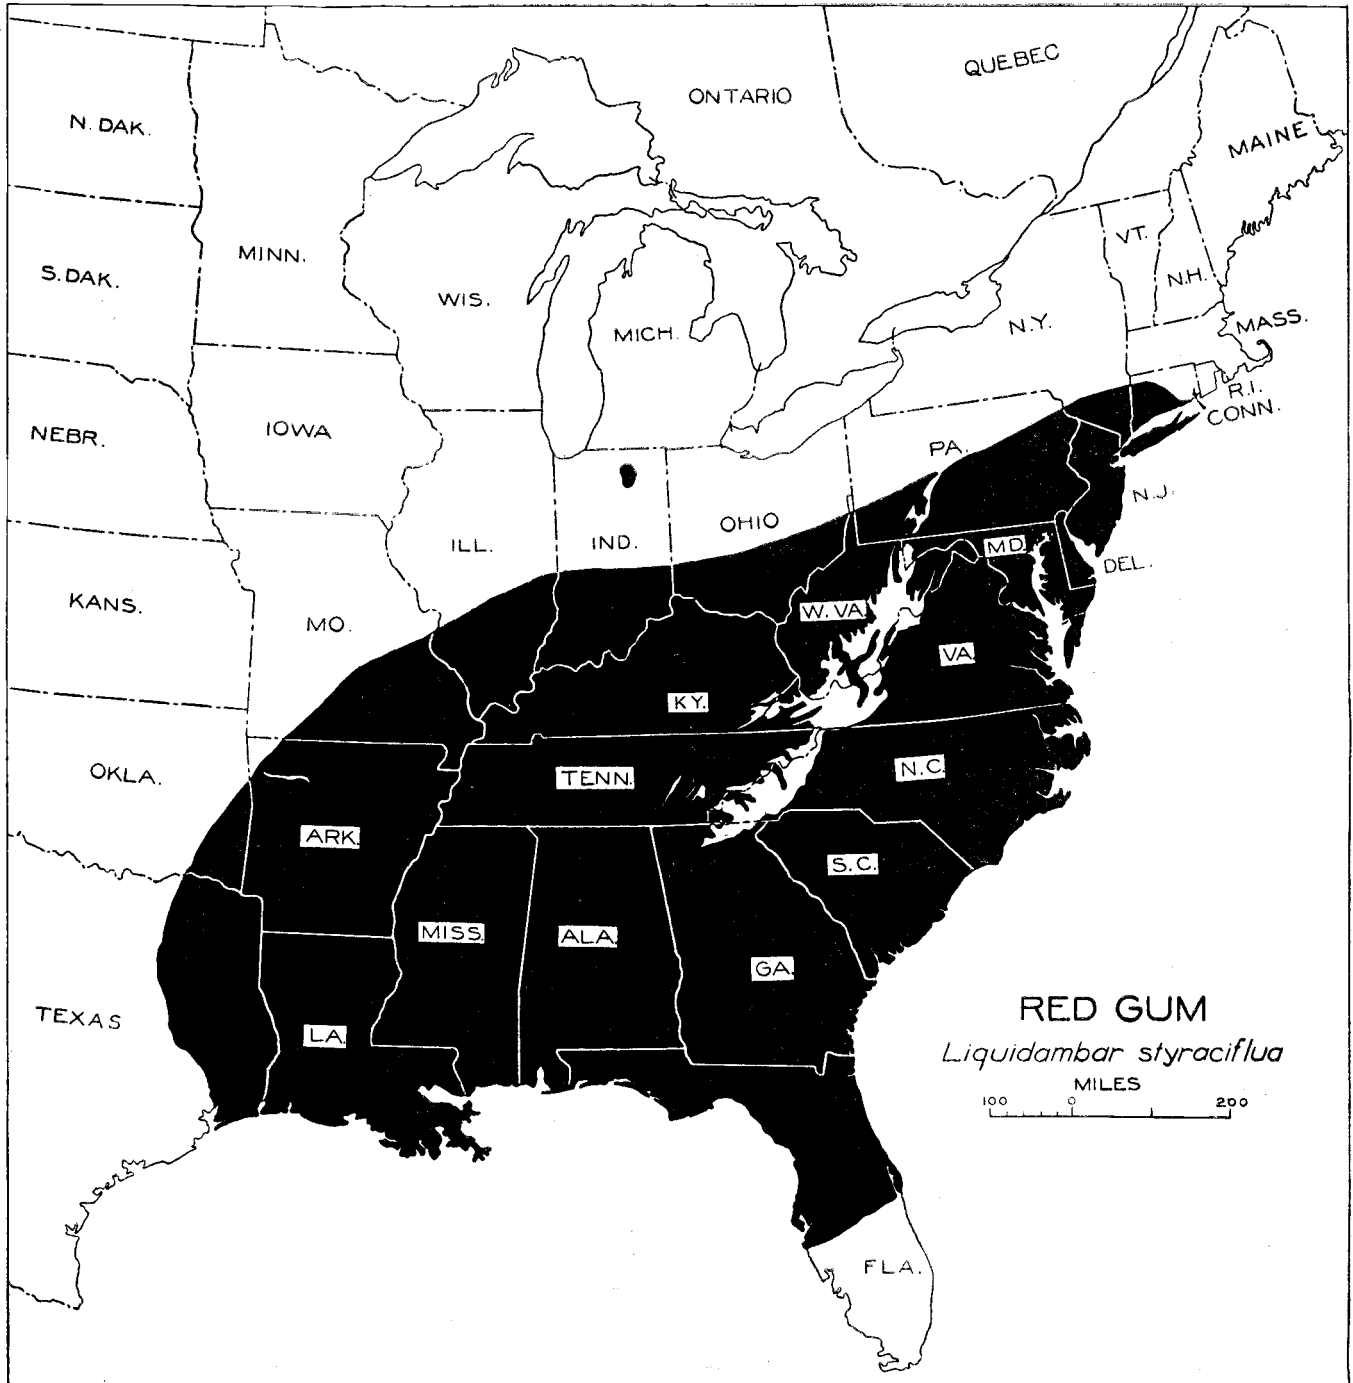 QUEBEC
ONTARIO
N. DAK.
MAINE
VT.
MINN.
S. DAK.
N.H.
WIS.
MICH.
N.Y.
MASS.
R.I.
CONN.
NEBR.
IOWA
PA.
N.J.
OHIO
ILL.
IND.
MD.
DEL.
KANS.
MO.
W. VA.
VA.
KY.
OKLA.
TENN.
N.C.
ARK.
S.C.
MISS.
ALA.
GA.
TEXAS
LA.
RED GUM
Liquidambar styraciflua
MILES
100 0 200
FLA.